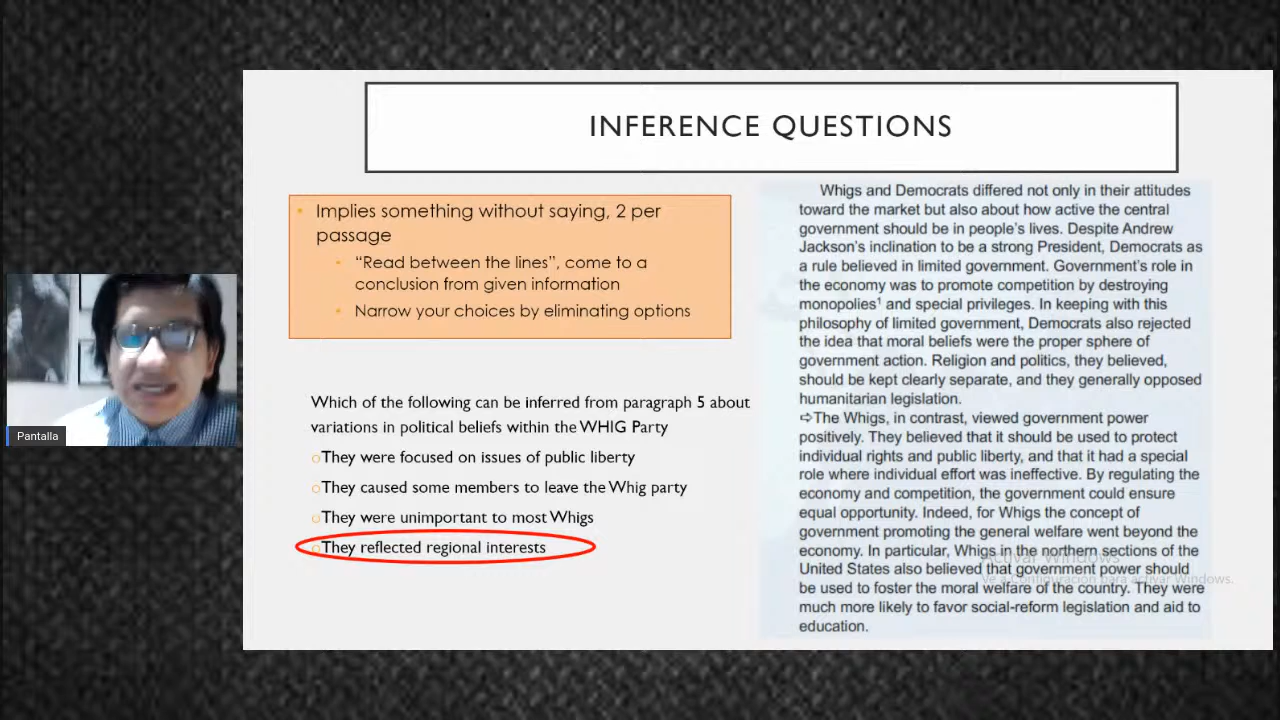 INFERENCE QUESTIONS
Implies something without saying, 2 per
passage
“Read between the lines”, come to a
conclusion from given information
Narrow your choices by eliminating options
Which of the following can be inferred from paragraph 5 about
variations in political beliefs within the WHIG Party
They were focused on issues of public liberty
They caused some members to leave the Whig party
They were unimportant to most Whigs
They reflected regional interests
Whigs and Democrats differed not only in their attitudes
toward the market but also about how active the central
government should be in people's lives. Despite Andrew
Jackson's inclination to be a strong President, Democrats as
a rule believed in limited government. Government's role in
the economy was to promote competition by destroying
monopolies¹ and special privileges. In keeping with this
philosophy of limited government, Democrats also rejected
the idea that moral beliefs were the proper sphere of
government action. Religion and politics, they believed,
should be kept clearly separate, and they generally opposed
humanitarian legislation.
⇨The Whigs, in contrast, viewed government power
positively. They believed that it should be used to protect
individual rights and public liberty, and that it had a special
role where individual effort was ineffective. By regulating the
economy and competition, the government could ensure
equal opportunity. Indeed, for Whigs the concept of
government promoting the general welfare went beyond the
economy. In particular, Whigs in the northern sections of the
United States also believed that government power should
be used to foster the moral welfare of the country. They were
much more likely to favor social-reform legislation and aid to
education.
Activar Windows
Ve a Configuración para activar Windows.
Pantalla